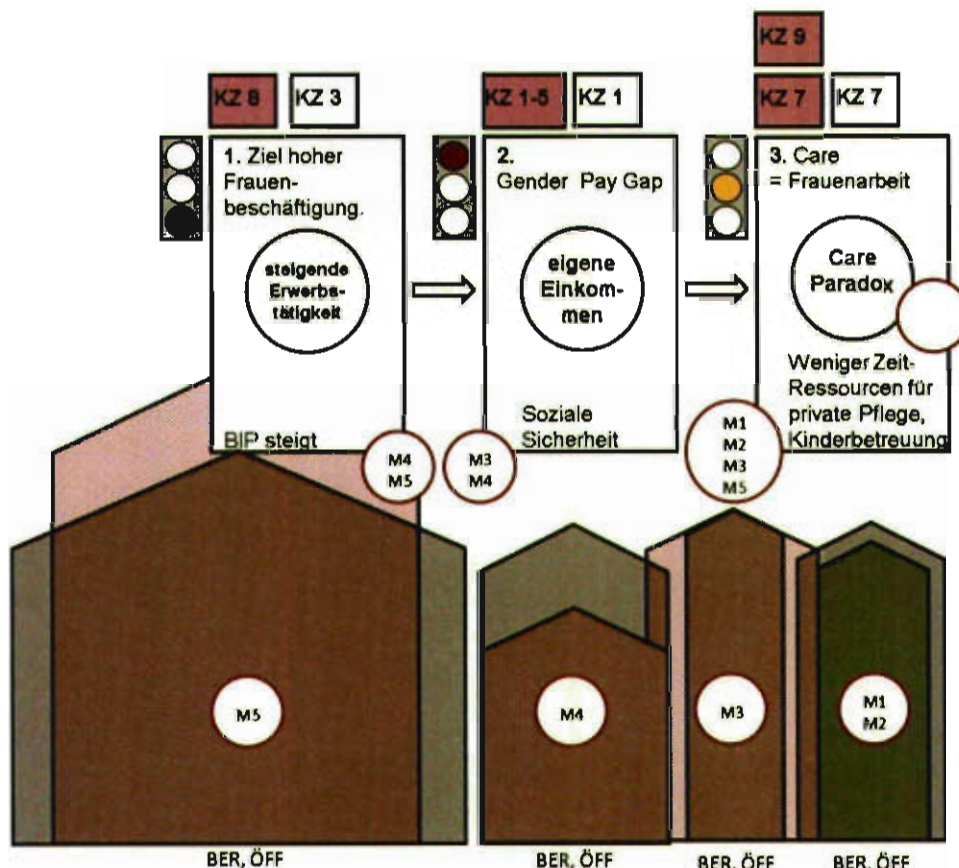 KZ 9
KZ 8
KZ 3
KZ 1-5
KZ 1
KZ 7
KZ 7
1. Ziel hoher
Frauen-
beschäftigung.
steigende
Erwerbs-
tätigkeit
BIP steigt
2.
Gender Pay Gap
eigene
Einkom-
men
Soziale
Sicherheit
3. Care
= Frauenarbeit
Care
Paradox
Weniger Zeit-
Ressourcen für
private Pflege,
Kinderbetreuung
M4
M5
M3
M4
M1
M2
M3
M5
M5
M4
M3
M1
M2
BER, ÖFF
BER, ÖFF
BER, ÖFF
BER, ÖFF